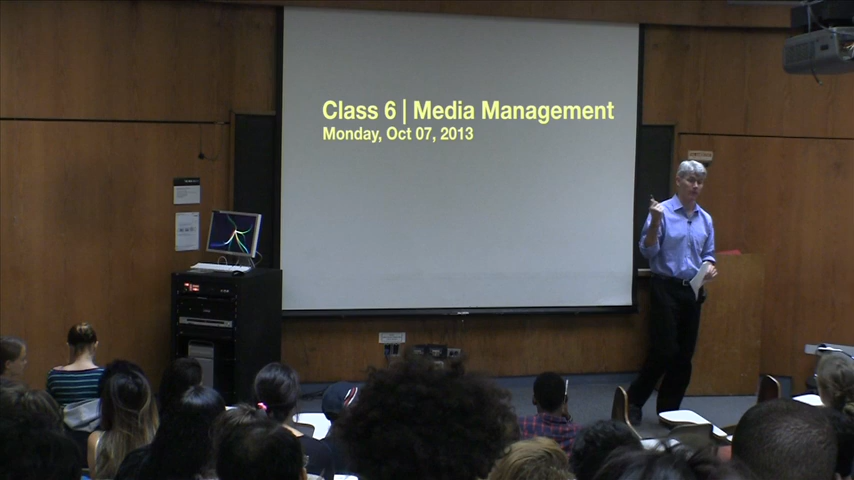 Class 6 | Media Management
Monday, Oct 07, 2013